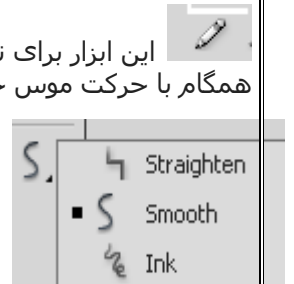 این ابزار برای
همگام با حرکت موس
Straighten
Smooth
Ink